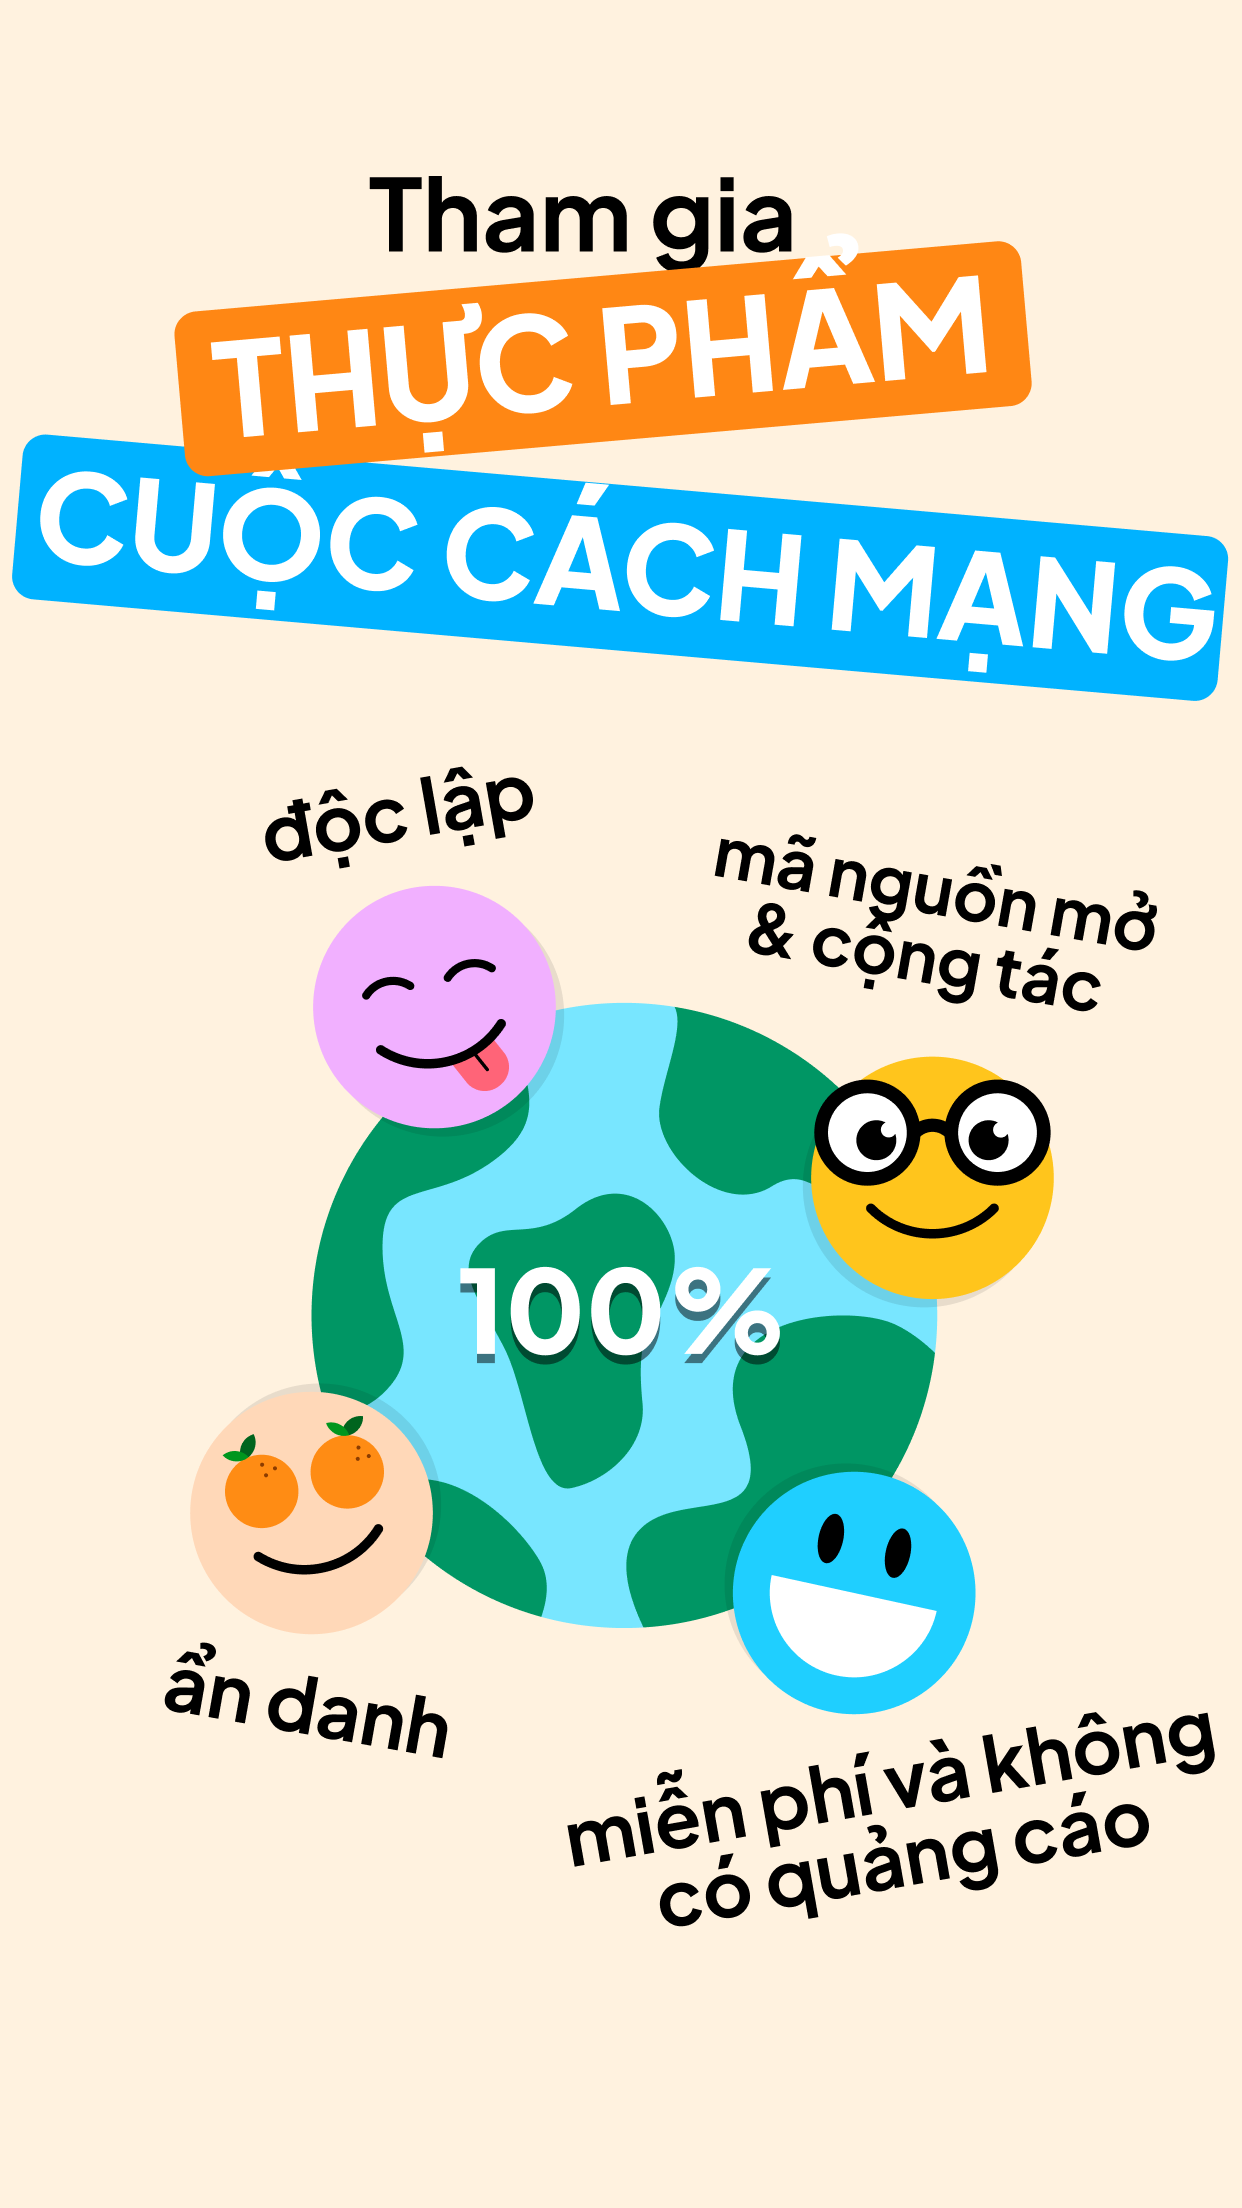 Tham gia
THỰC PHẨM
CUỘC CÁCH MẠNG
độc lập
mã nguồn mở
& cộng tác
100%
ẩn danh
miễn phí và không
có quảng cáo